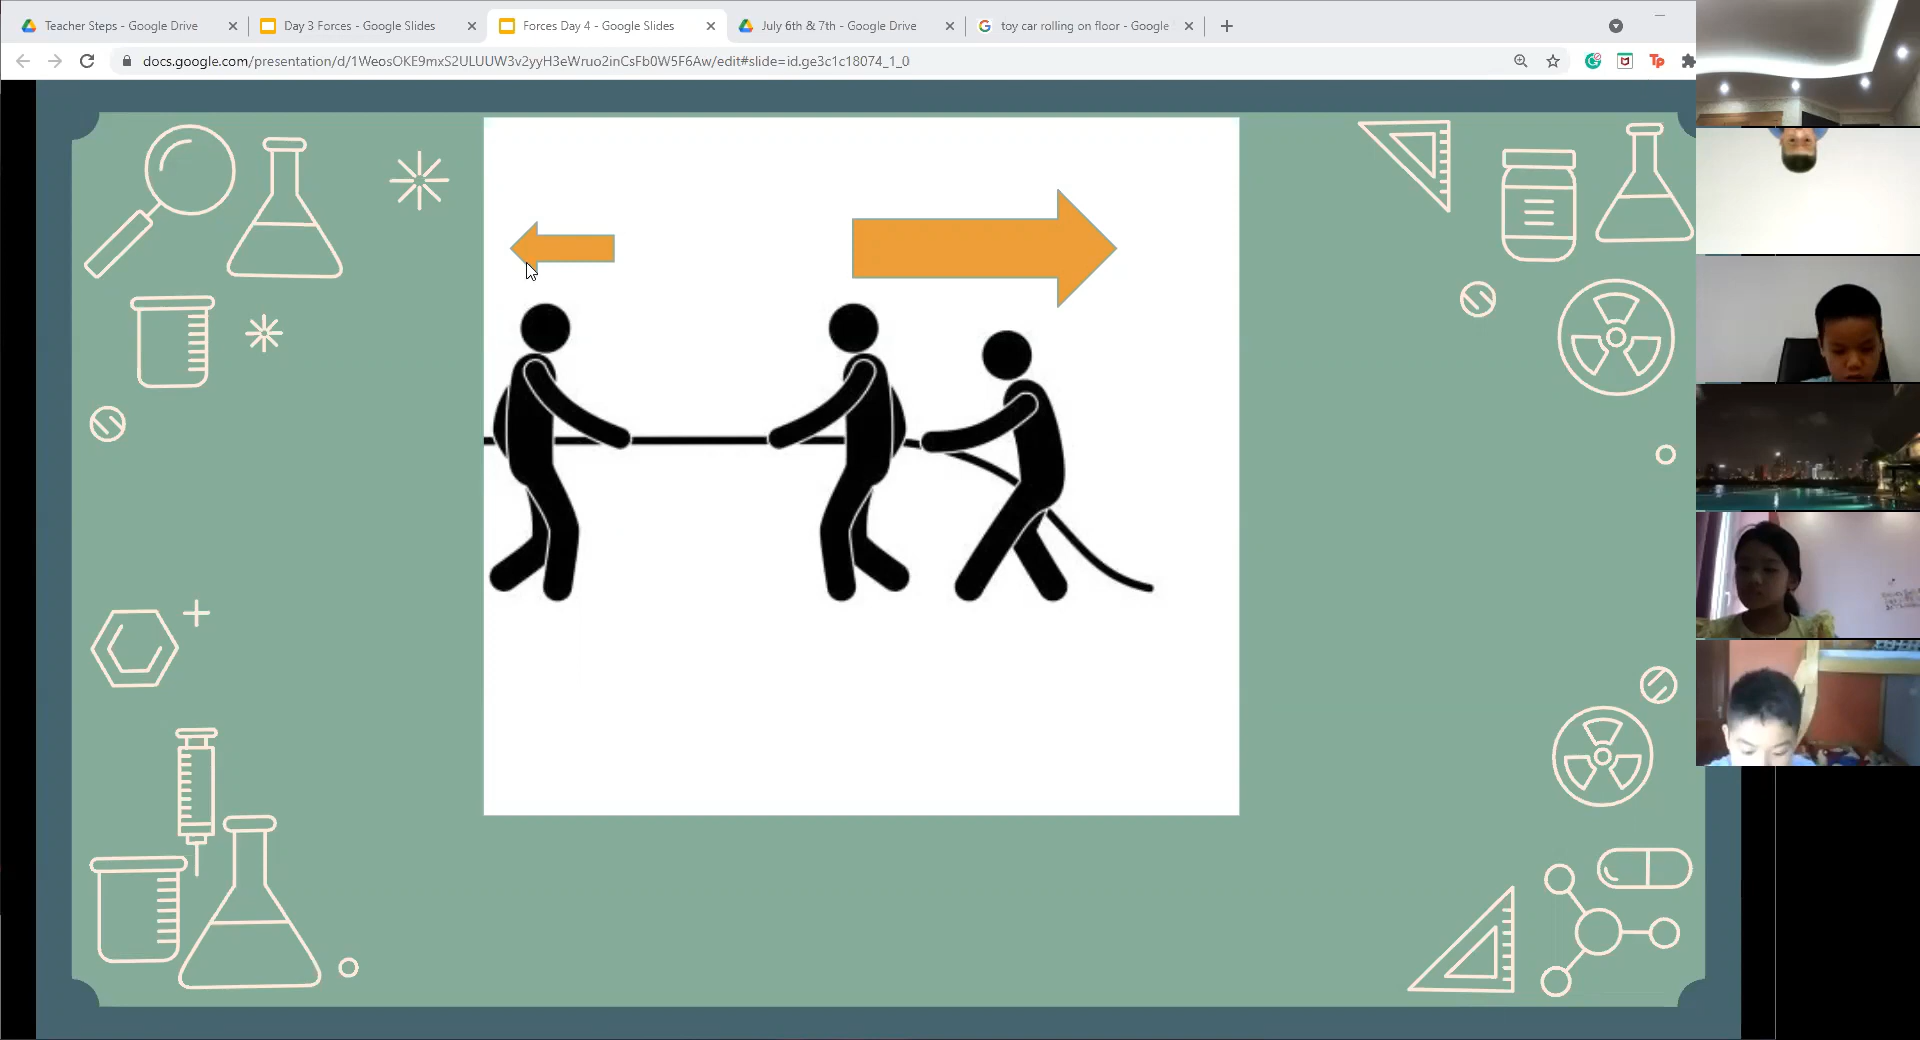 Teacher Steps - Google Drive
Day 3 Forces - Google Slides
Forces Day 4 - Google Slides
July 6th & 7th - Google Drive
toy car rolling on floor - Google
docs.google.com/presentation/d/1WeosOKE9mxS2ULUUW3v2yyH3eWruo2inCsFb0W5F6Aw/edit#slide=id.ge3c1c18074_1_0
Tp